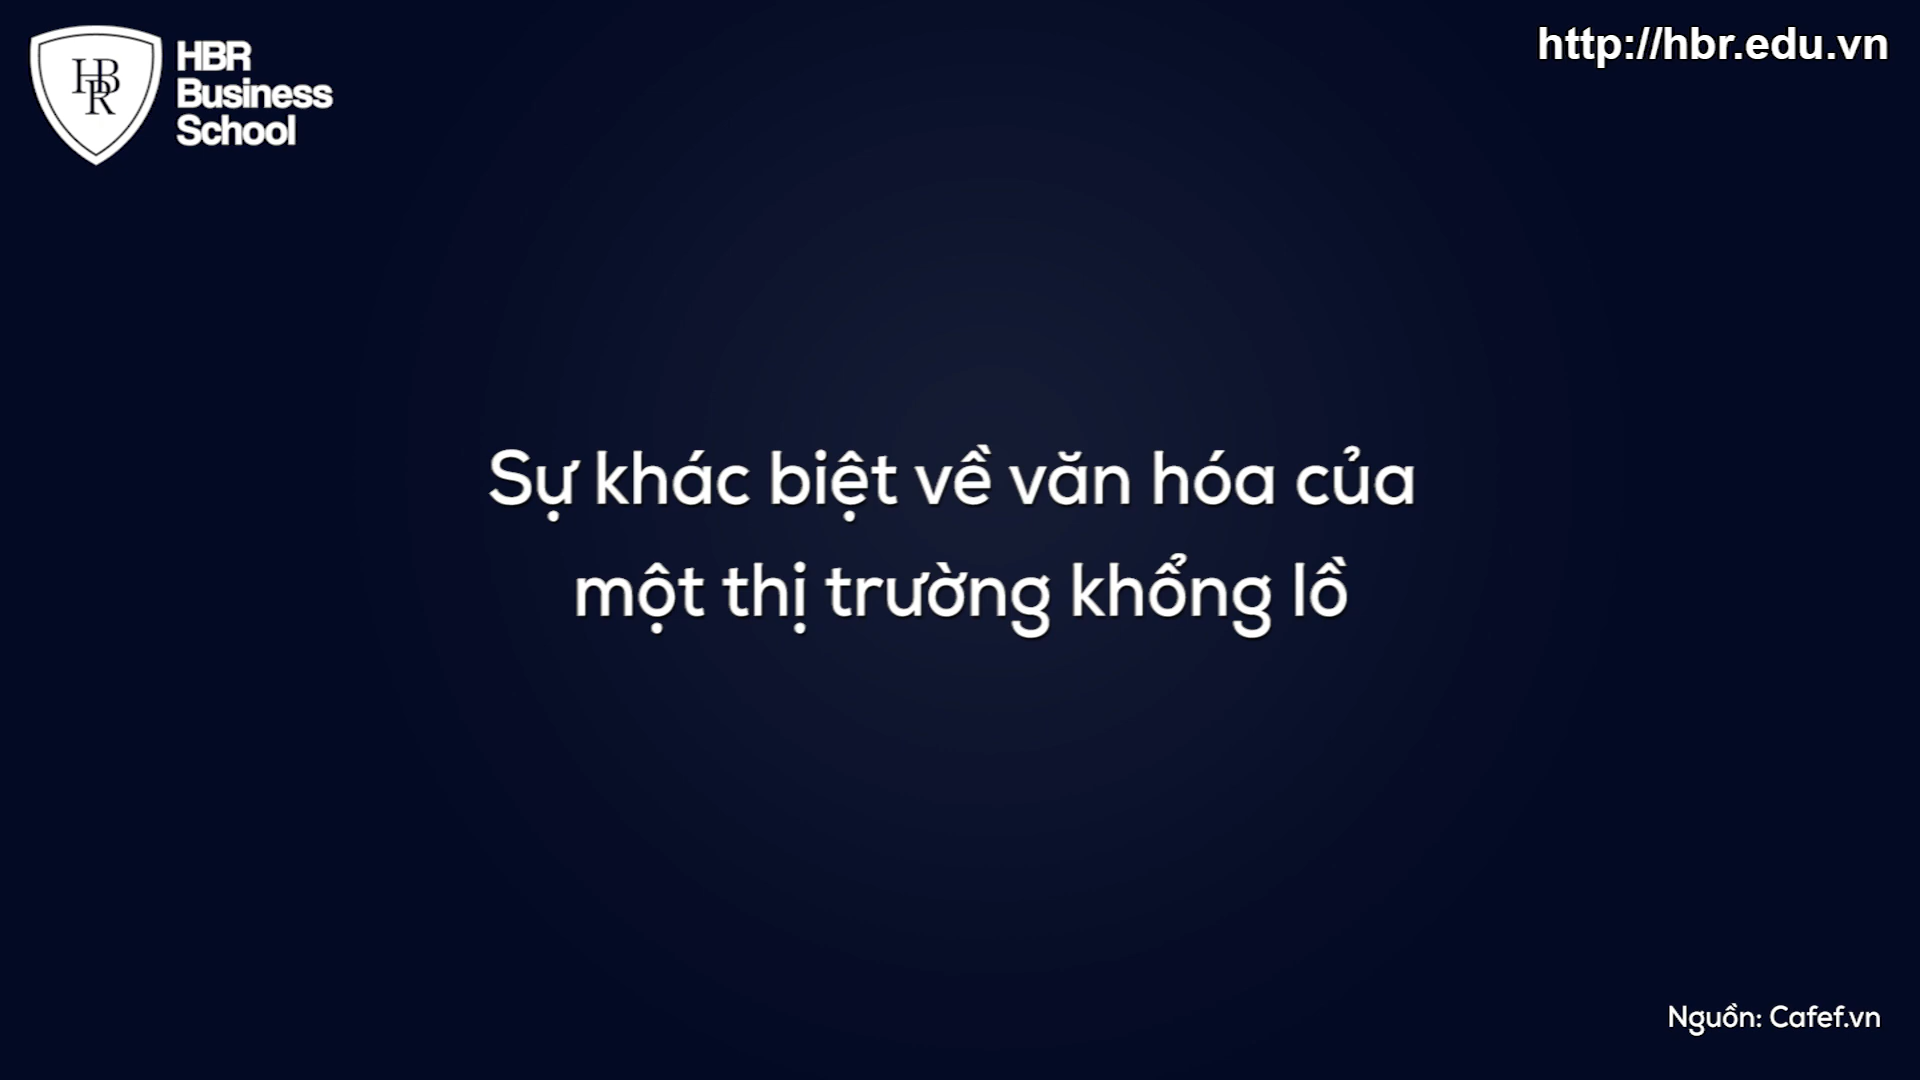 HBR
Business
School
HBR
http://hbr.edu.vn
Sự khác biệt về văn hóa của
một thị trường khổng lồ
Nguồn: Cafef.vn